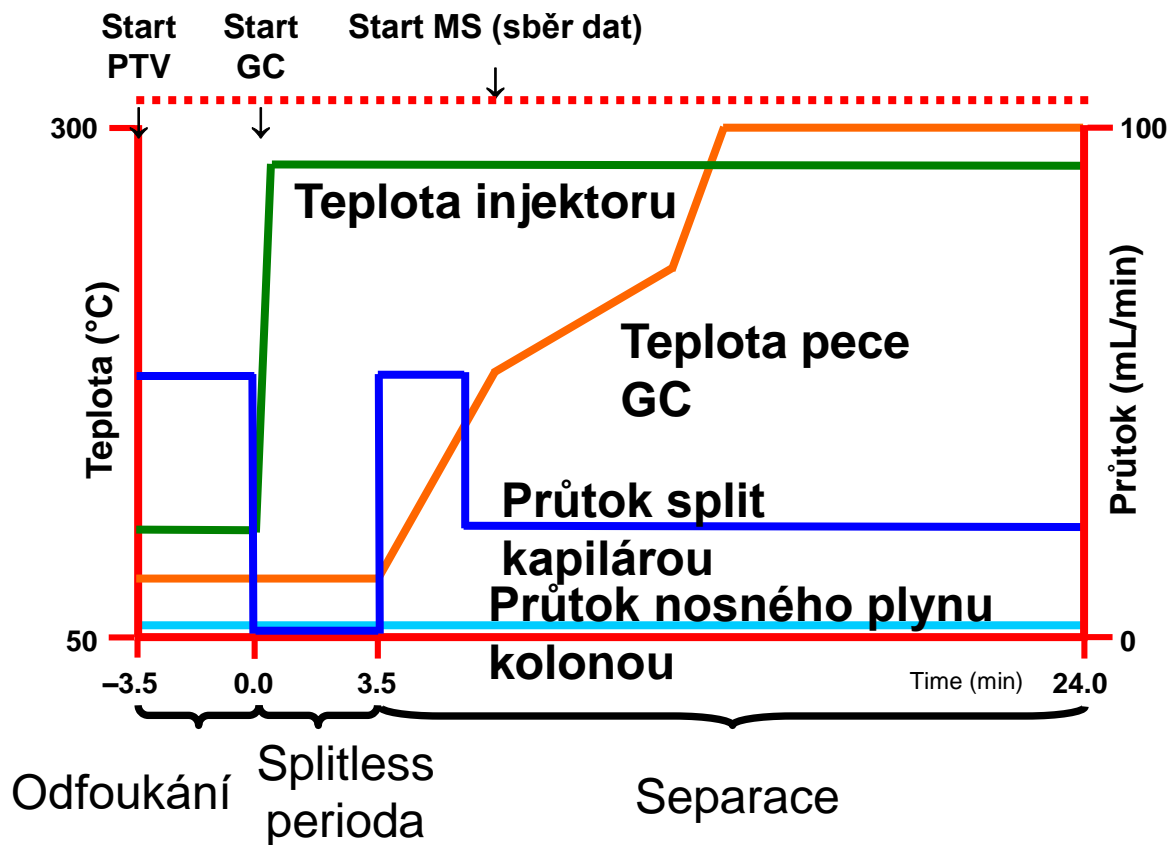 Start
PTV
Start
GC
Start MS (sběr dat)
300
100
Teplota injektoru
Teplota (°C)
Průtok (mL/min)
Teplota pece
GC
Průtok split
kapilárou
Průtok nosného plynu
kolonou
50
0
–3.5
0.0
3.5
Time (min)
24.0
Odfoukání
Splitless
perioda
Separace